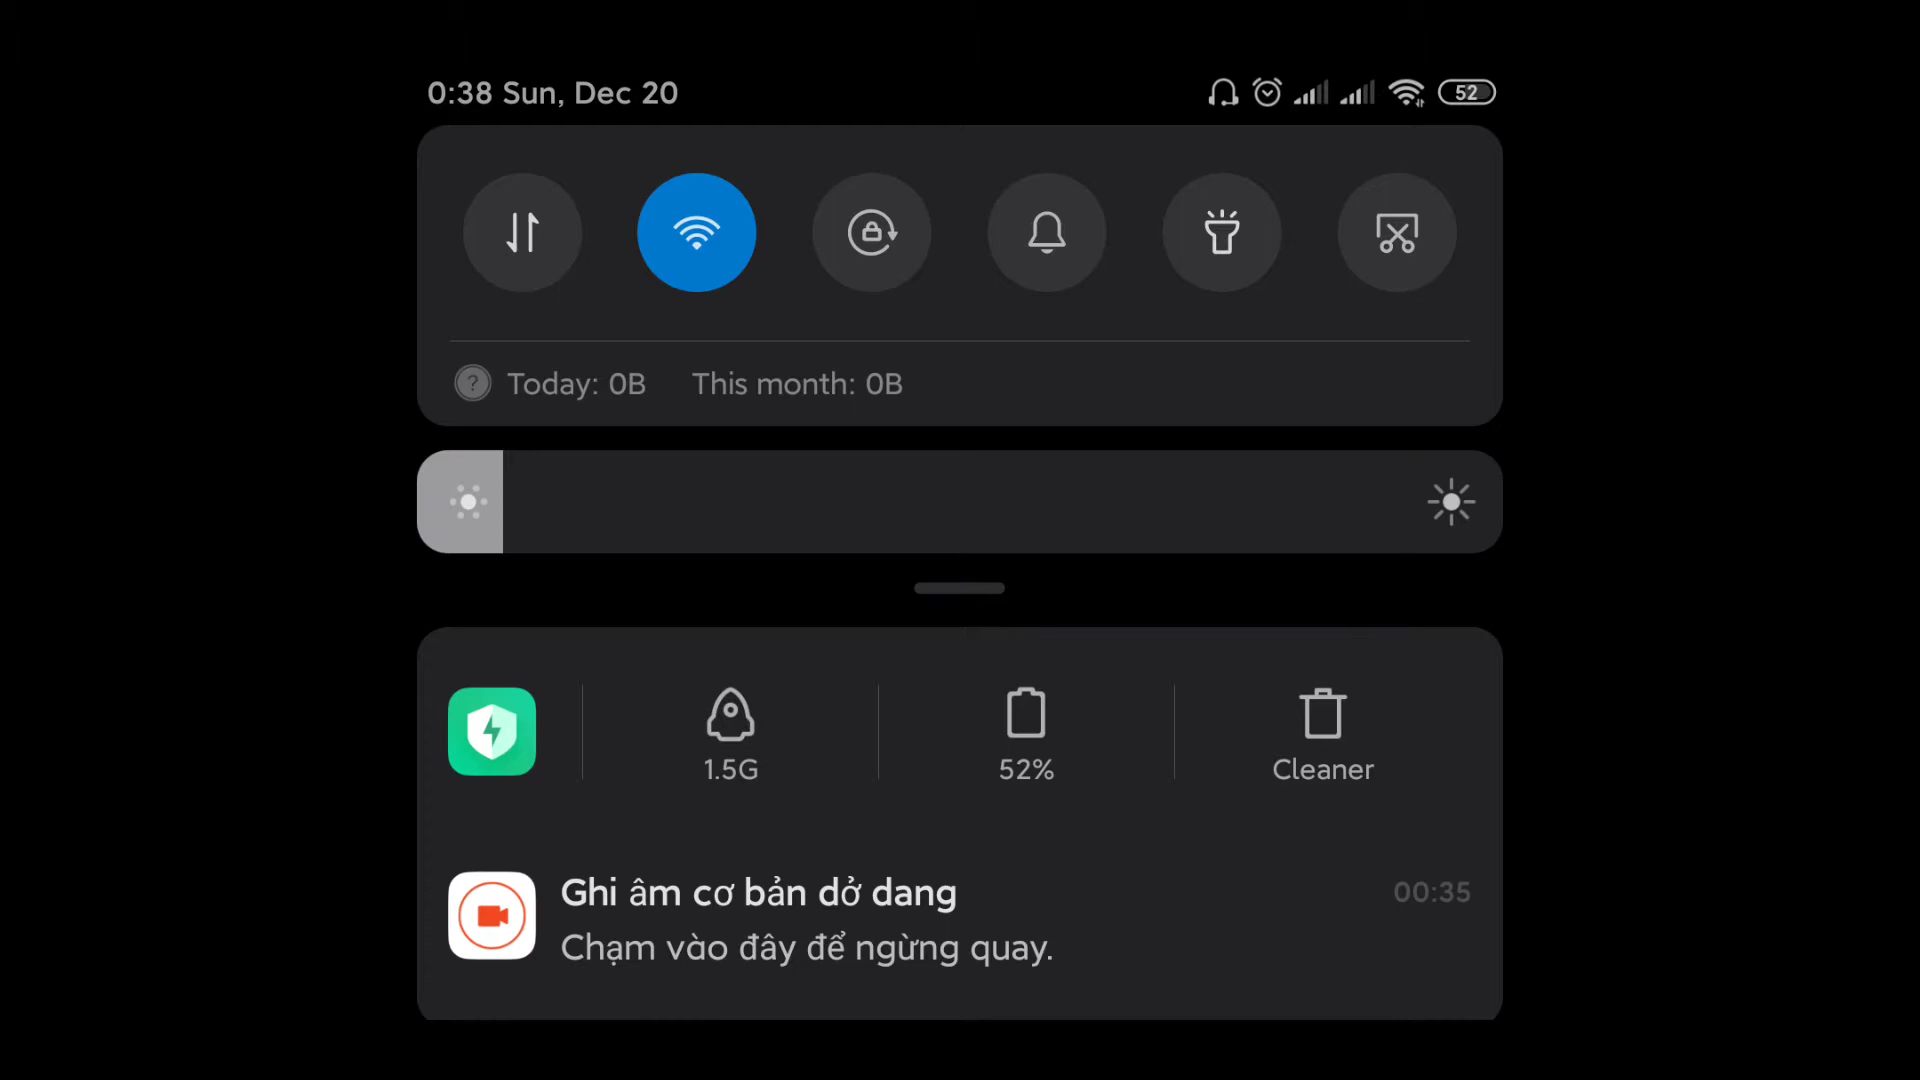 0:38 Sun, Dec 20
52
? Today: 0B This month: 0B
1.5G 52% Cleaner
Ghi âm cơ bản dở dang 00:35
Chạm vào đây để ngừng quay.